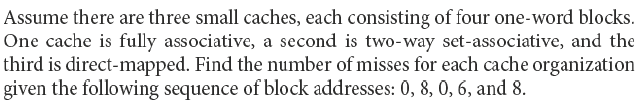 Assume there are three small caches, each consisting of four one-word blocks.
One cache is fully associative, a second is two-way set-associative, and the
third is direct-mapped. Find the number of misses for each cache organization
given the following sequence of block addresses: 0, 8, 0, 6, and 8.